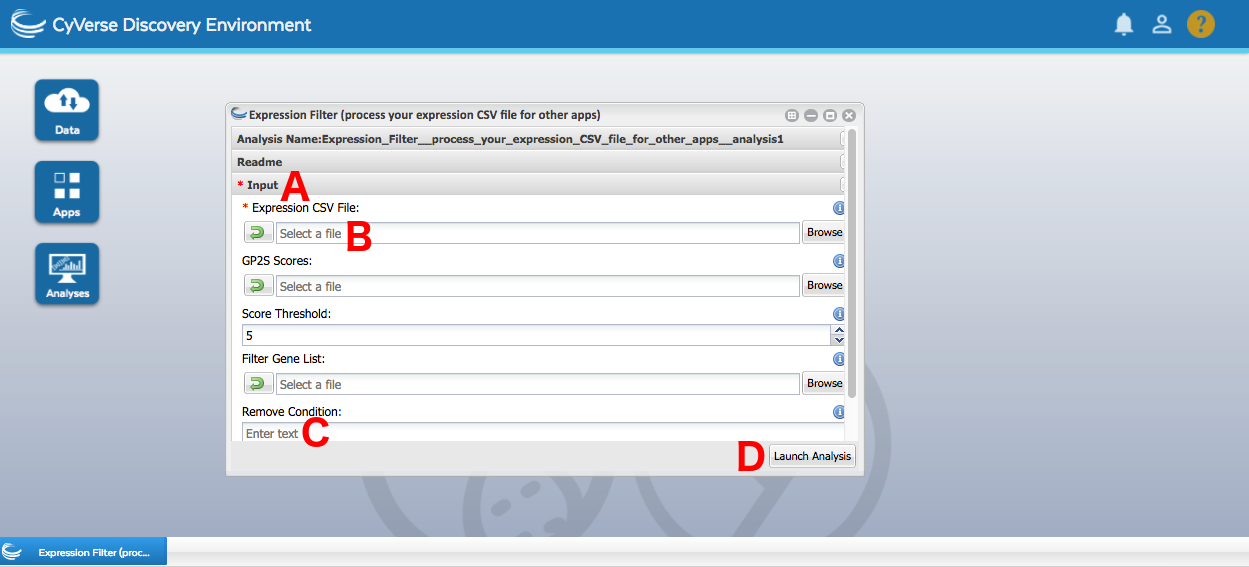 CyVerse Discovery Environment
?
Data
Apps
Analyses
Expression Filter (process your expression CSV file for other apps)
Analysis Name:Expression_Filter__process_your_expression_CSV_file_for_other_apps__analysis1
Readme
* Input A
* Expression CSV File:
Select a file B Browse
GP2S Scores:
Select a file Browse
Score Threshold:
5
Filter Gene List:
Select a file Browse
Remove Condition:
Enter text C
D Launch Analysis
Expression Filter (proc...